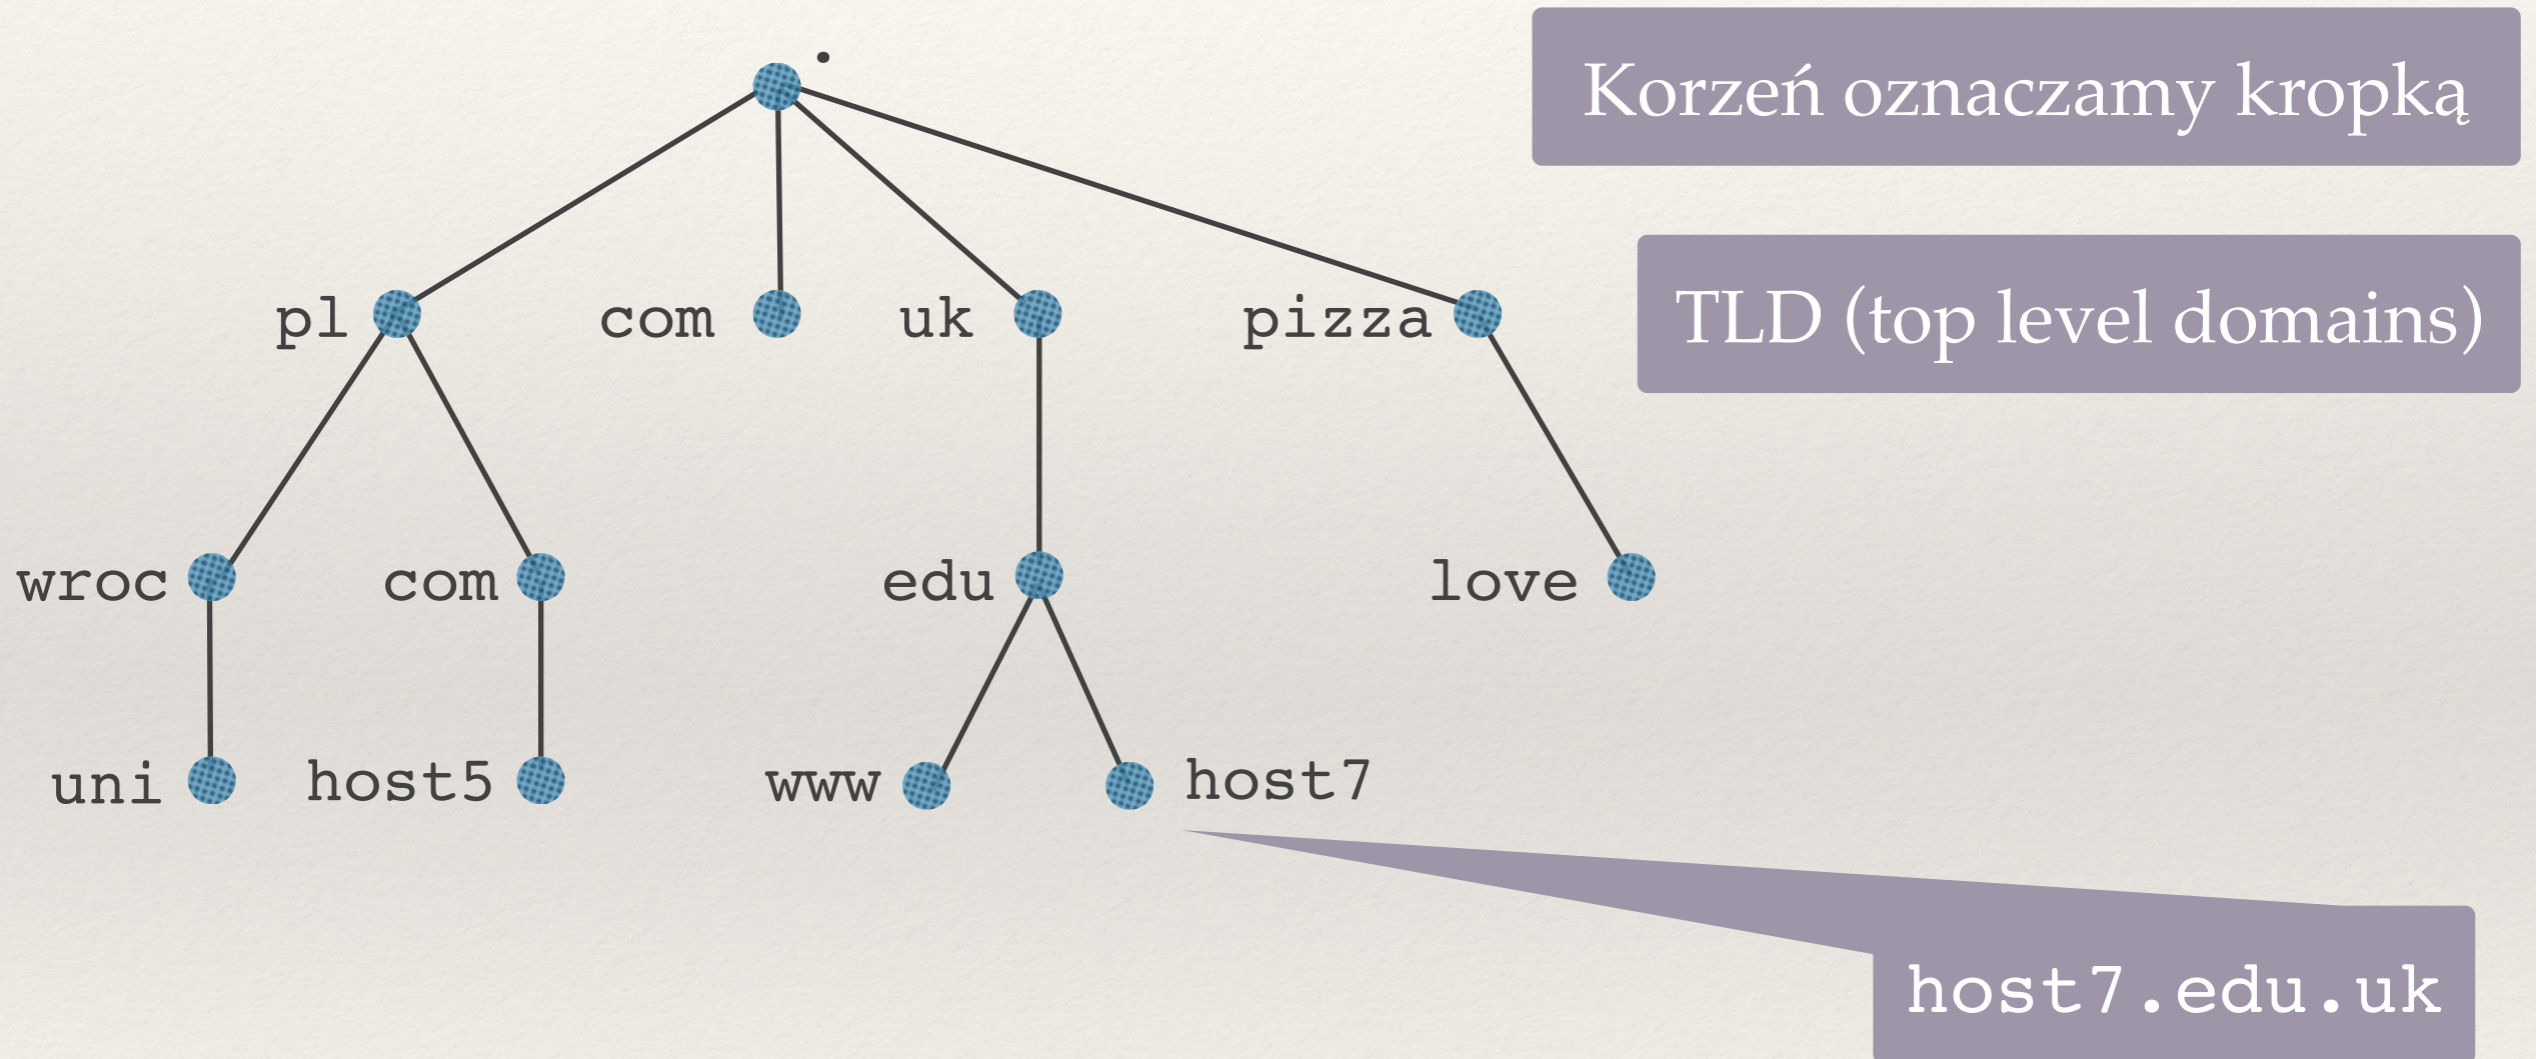 .
Korzeń oznaczamy kropką
pl com uk pizza
TLD (top level domains)
wroc com edu love
uni host5 www host7
host7.edu.uk